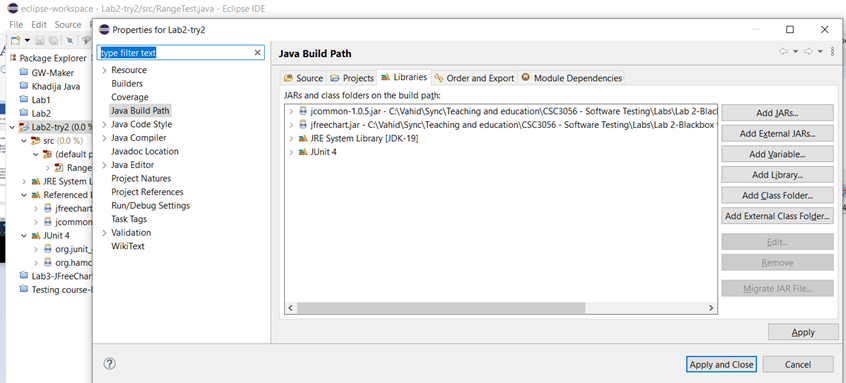 eclipse-workspace - Lab2-try2/src/RangeTest.java - Eclipse IDE
File Edit Source
Package Explorer
GW-Maker
Khadija Java
Lab1
Lab2
Lab2-try2 (0.0 %
src (0.0 %)
(default p
Range
JRE System L
Referenced L
jfreechart
jcommon
JUnit 4
org.junit_
org.hamc
Lab3-JFreeChar
Testing course-
Properties for Lab2-try2
type filter text
Resource
Builders
Coverage
Java Build Path
Java Code Style
Java Compiler
Javadoc Location
Java Editor
Project Natures
Project References
Run/Debug Settings
Task Tags
Validation
WikiText
Java Build Path
Source Projects Libraries Order and Export Module Dependencies
JARs and class folders on the build path:
jcommon-1.0.5.jar - C:\Vahid\Sync\Teaching and education\CSC3056 - Software Testing\Labs\Lab 2-Blackl
jfreechart.jar - C:\Vahid\Sync\Teaching and education\CSC3056 - Software Testing\Labs\Lab 2-Blackbox
JRE System Library [JDK-19]
JUnit 4
Add JARs...
Add External JARs...
Add Variable...
Add Library...
Add Class Folder...
Add External Class Folder...
Edit...
Remove
Migrate JAR File...
Apply
Apply and Close Cancel